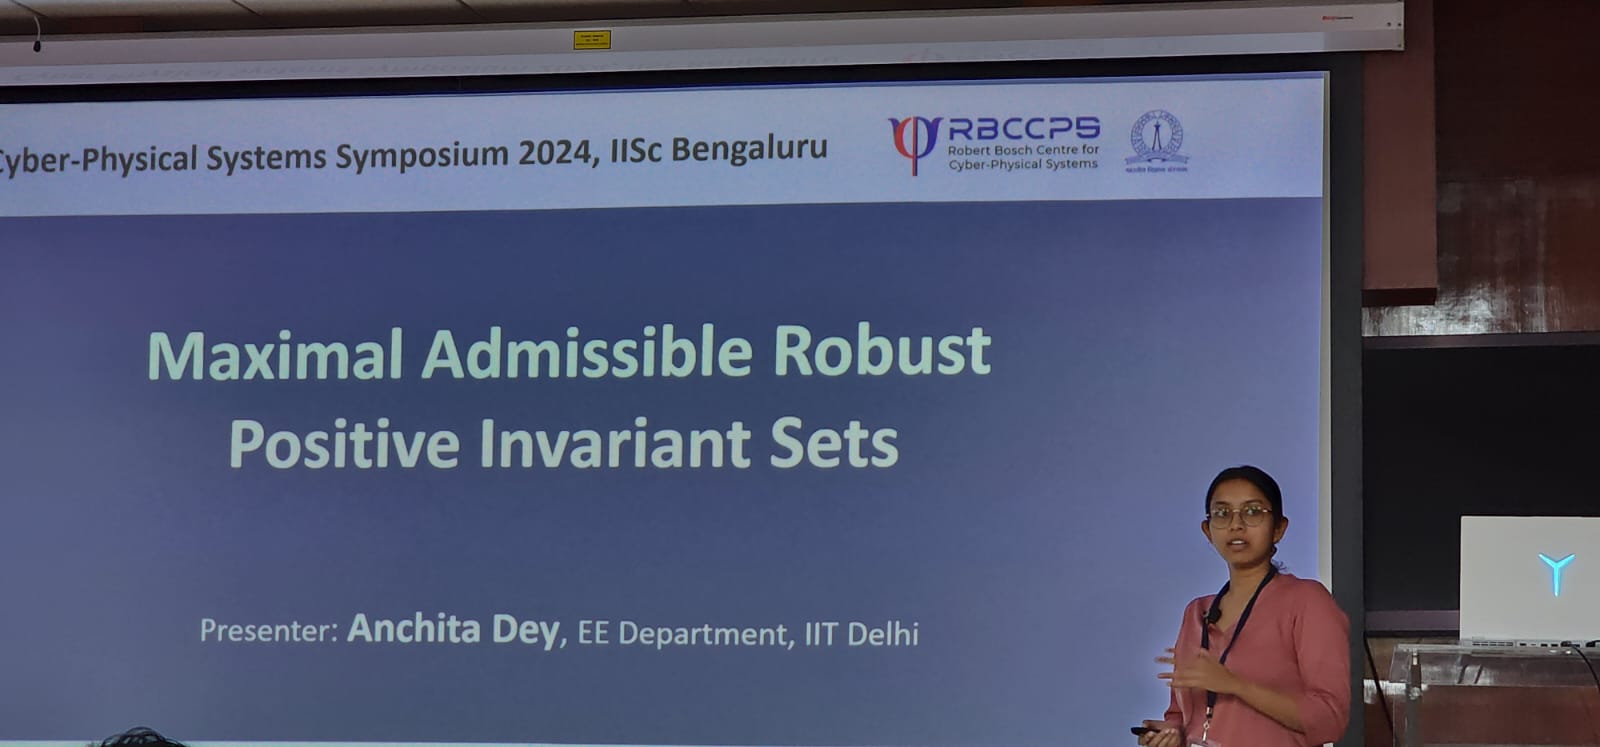 Cyber-Physical Systems Symposium 2024, IISc Bengaluru
RBCCPS
Robert Bosch Centre for
Cyber-Physical Systems
Maximal Admissible Robust
Positive Invariant Sets
Presenter: Anchita Dey, EE Department, IIT Delhi